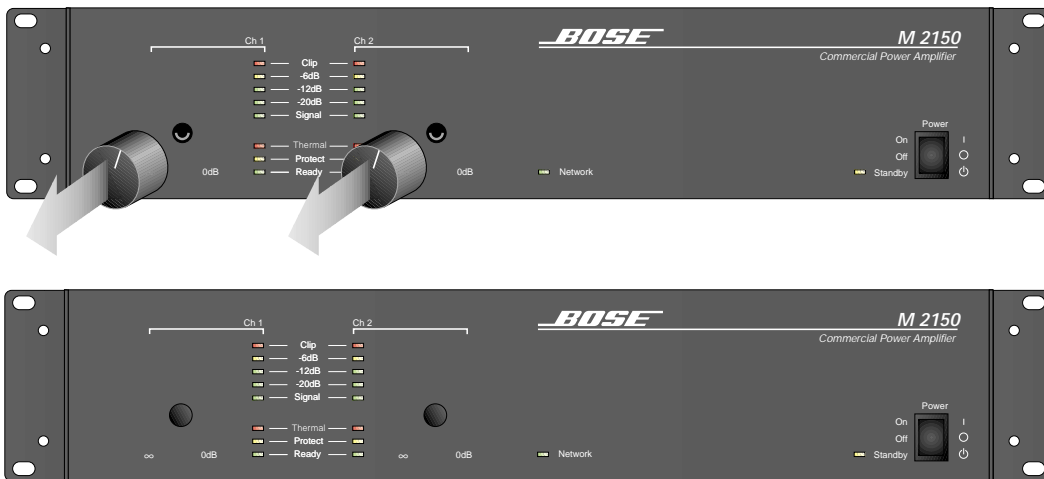 Ch 1 Ch 2
BOSE
M 2150
Commercial Power Amplifier
Clip
-6dB
-12dB
-20dB
Signal
Thermal
Protect
Ready
0dB
0dB
Network
Power
On I
Off
Standby
Ch 1 Ch 2
BOSE
M 2150
Commercial Power Amplifier
Clip
-6dB
-12dB
-20dB
Signal
Thermal
Protect
Ready
∞ 0dB
∞ 0dB
Network
Power
On I
Off
Standby